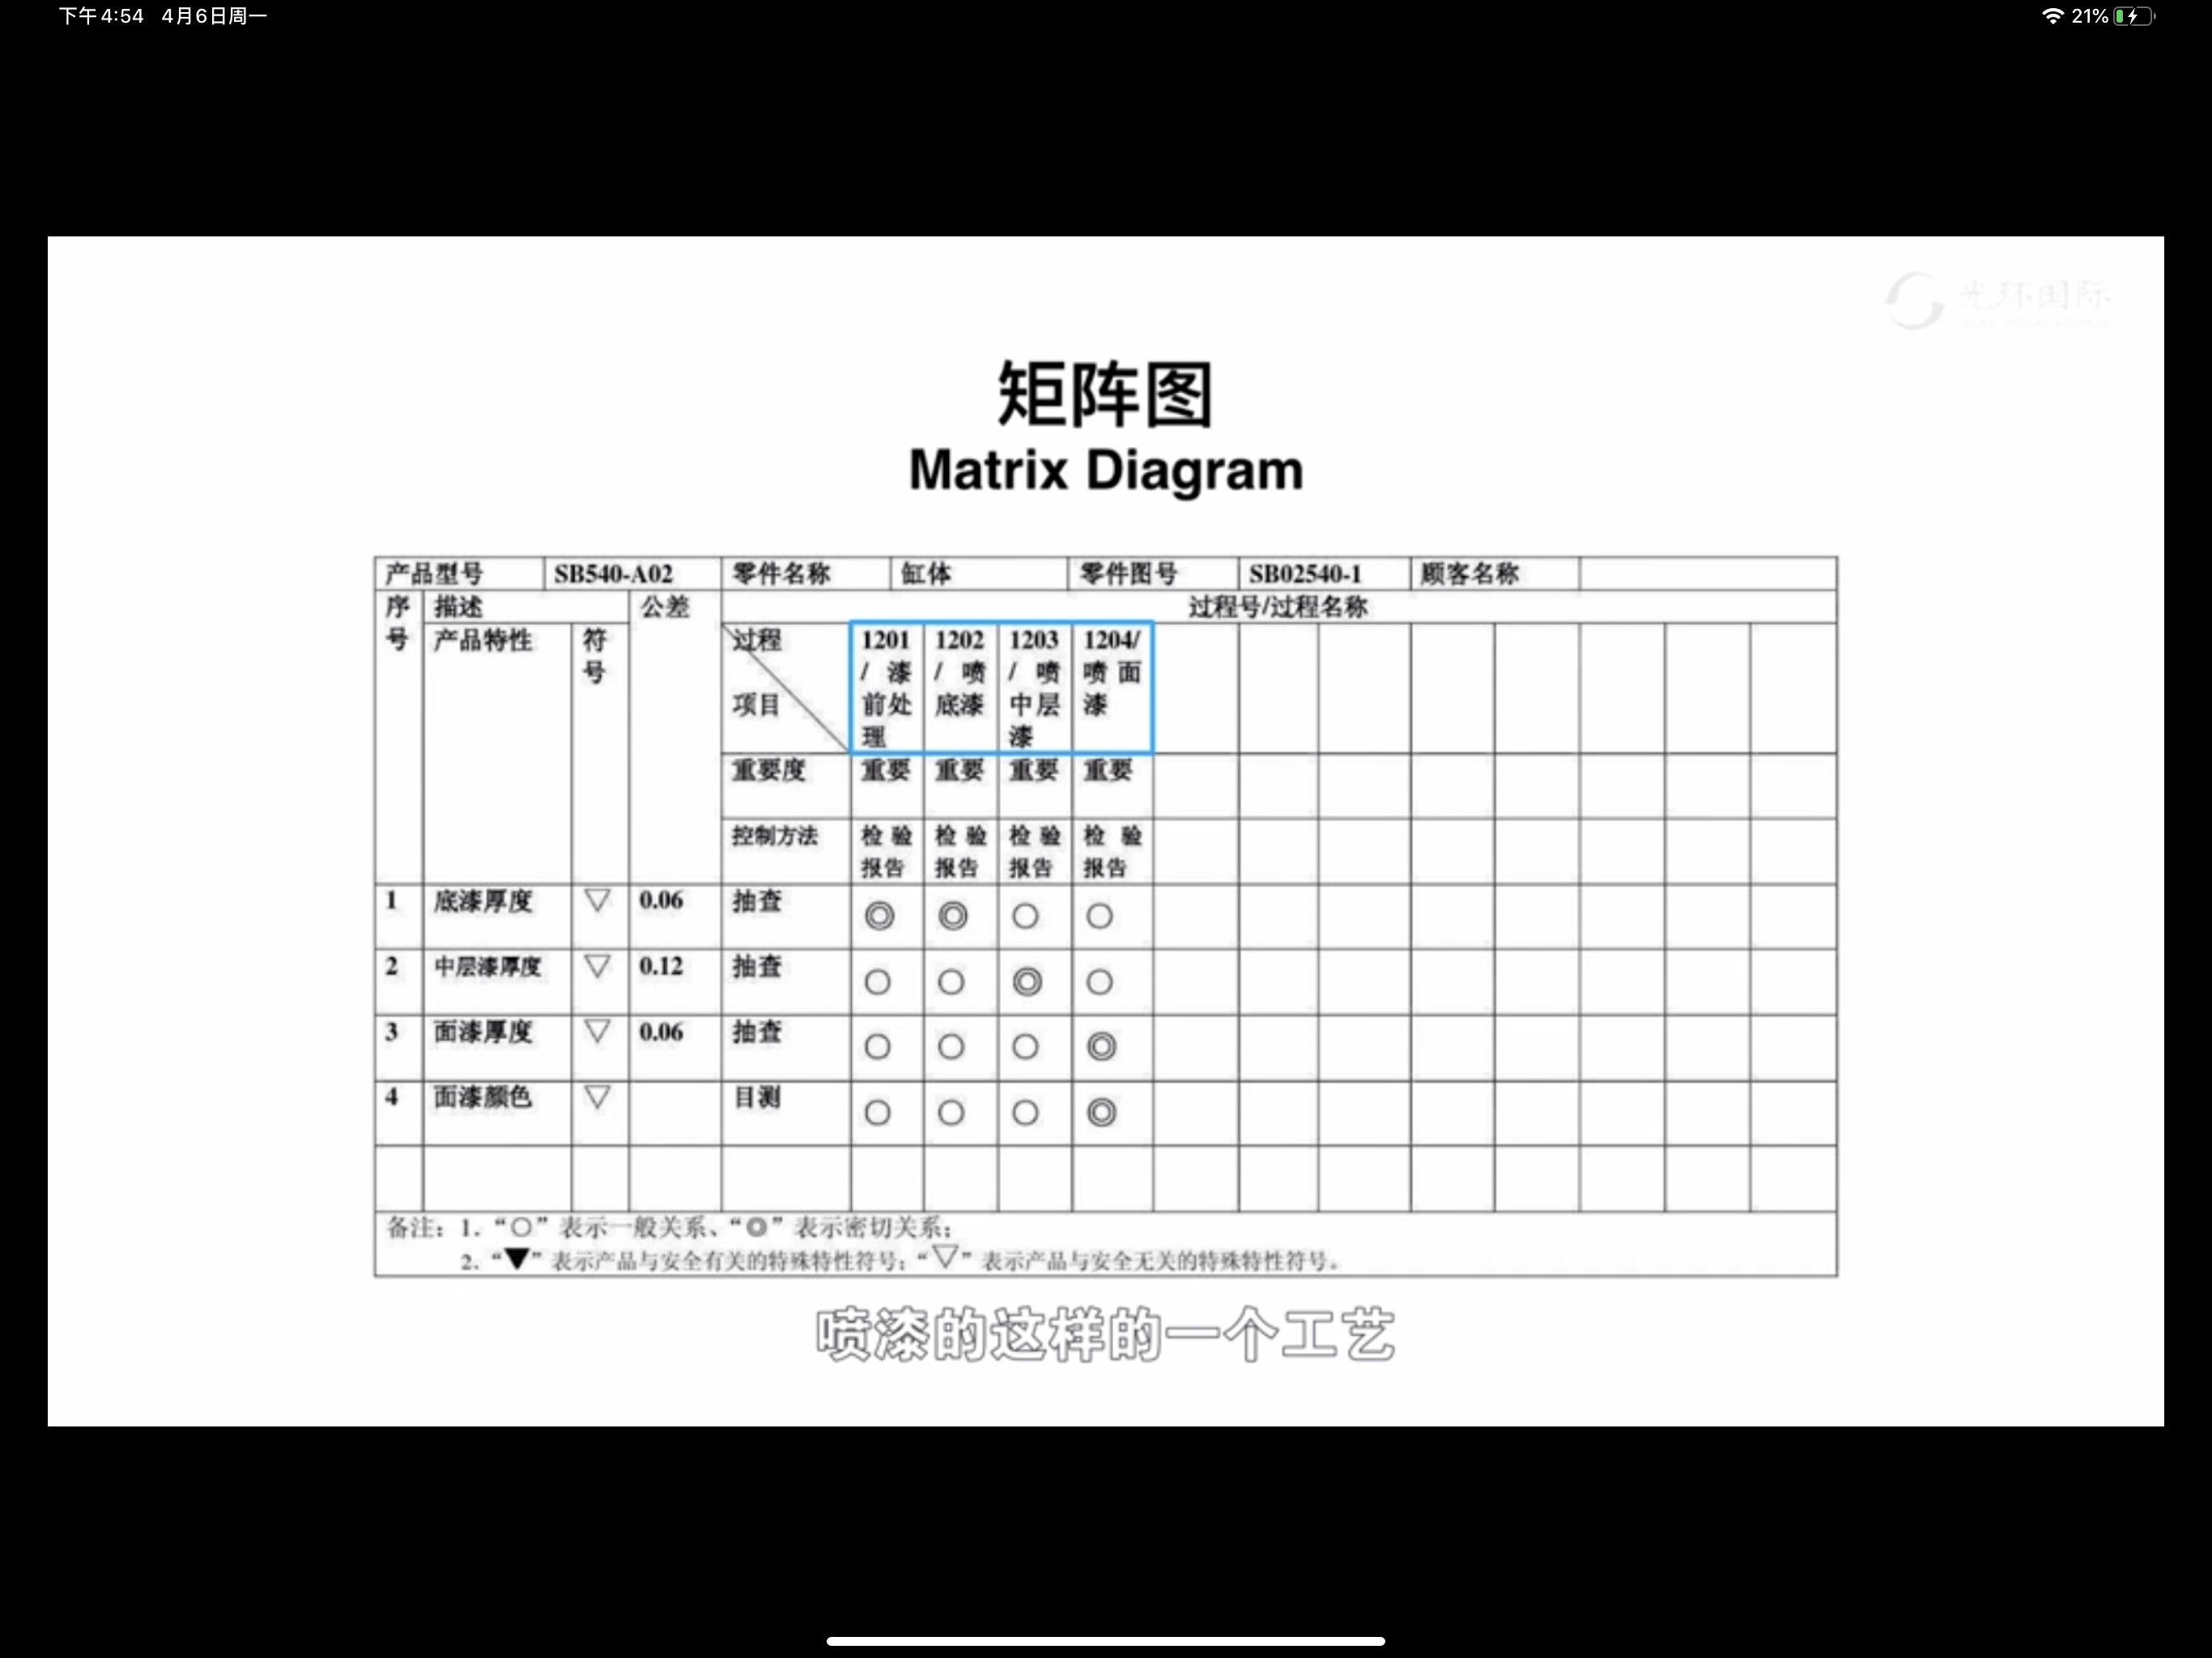 下午4:54 4月6日周一
21%
光环国际
矩阵图
Matrix Diagram
产品型号 SB540-A02 零件名称 缸体 零件图号 SB02540-1 顾客名称
序号 描述 公差 过程号/过程名称
产品特性 符号 过程 项目 1201/漆前处理 1202/喷底漆 1203/喷中层漆 1204/喷面漆
重要度 重要 重要 重要 重要
控制方法 检验报告 检验报告 检验报告 检验报告
1 底漆厚度 ▽ 0.06 抽查 ◎ ◎ ○ ○
2 中层漆厚度 ▽ 0.12 抽查 ○ ○ ◎ ○
3 面漆厚度 ▽ 0.06 抽查 ○ ○ ○ ◎
4 面漆颜色 ▽ 目测 ○ ○ ○ ◎
备注：1.“○”表示一般关系、“◎”表示密切关系；
2.“▼”表示产品与安全有关的特殊特性符号；“▽”表示产品与安全无关的特殊特性符号。
喷漆的这样的一个工艺